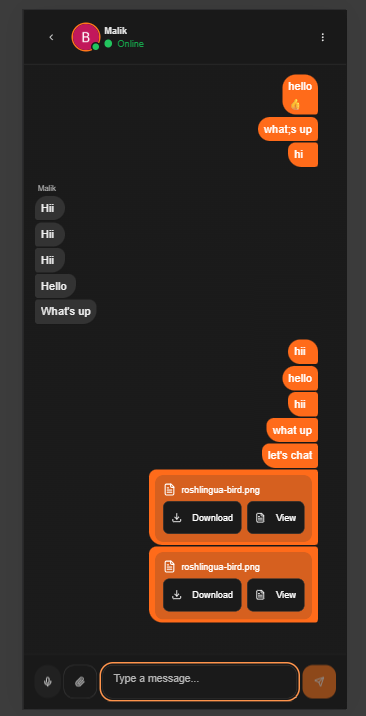 B
Malik
Online
hello
🔥
what;s up
hi
Malik
Hii
Hii
Hii
Hello
What's up
hii
hello
hii
what up
let's chat
roshlingua-bird.png
Download View
roshlingua-bird.png
Download View
Type a message...